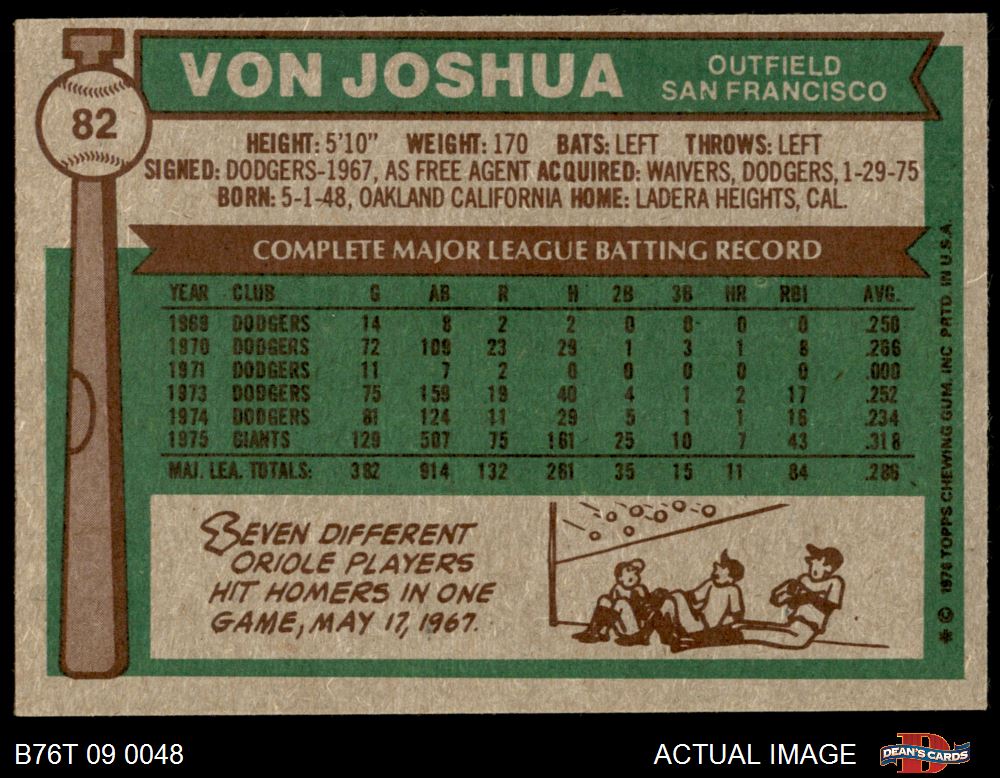 82
VON JOSHUA
OUTFIELD
SAN FRANCISCO
HEIGHT: 5'10" WEIGHT: 170 BATS: LEFT THROWS: LEFT
SIGNED: DODGERS-1967, AS FREE AGENT ACQUIRED: WAIVERS, DODGERS, 1-29-75
BORN: 5-1-48, OAKLAND CALIFORNIA HOME: LADERA HEIGHTS, CAL.
COMPLETE MAJOR LEAGUE BATTING RECORD
YEAR CLUB G AB R H 2B 3B HR RBI AVG.
1969 DODGERS 14 8 2 2 0 0 0 0 .250
1970 DODGERS 72 109 23 29 1 3 1 8 .266
1971 DODGERS 11 7 2 0 0 0 0 0 .000
1973 DODGERS 75 159 19 40 4 1 2 17 .252
1974 DODGERS 81 124 11 29 5 1 1 16 .234
1975 GIANTS 129 507 75 161 25 10 7 43 .318
MAJ. LEA. TOTALS: 382 914 132 261 35 15 11 84 .286
SEVEN DIFFERENT
ORIOLE PLAYERS
HIT HOMERS IN ONE
GAME, MAY 17, 1967.
* © 1976 TOPPS CHEWING GUM, INC. PRTD. IN U.S.A.
B76T 09 0048
ACTUAL IMAGE
DEAN'S CARDS